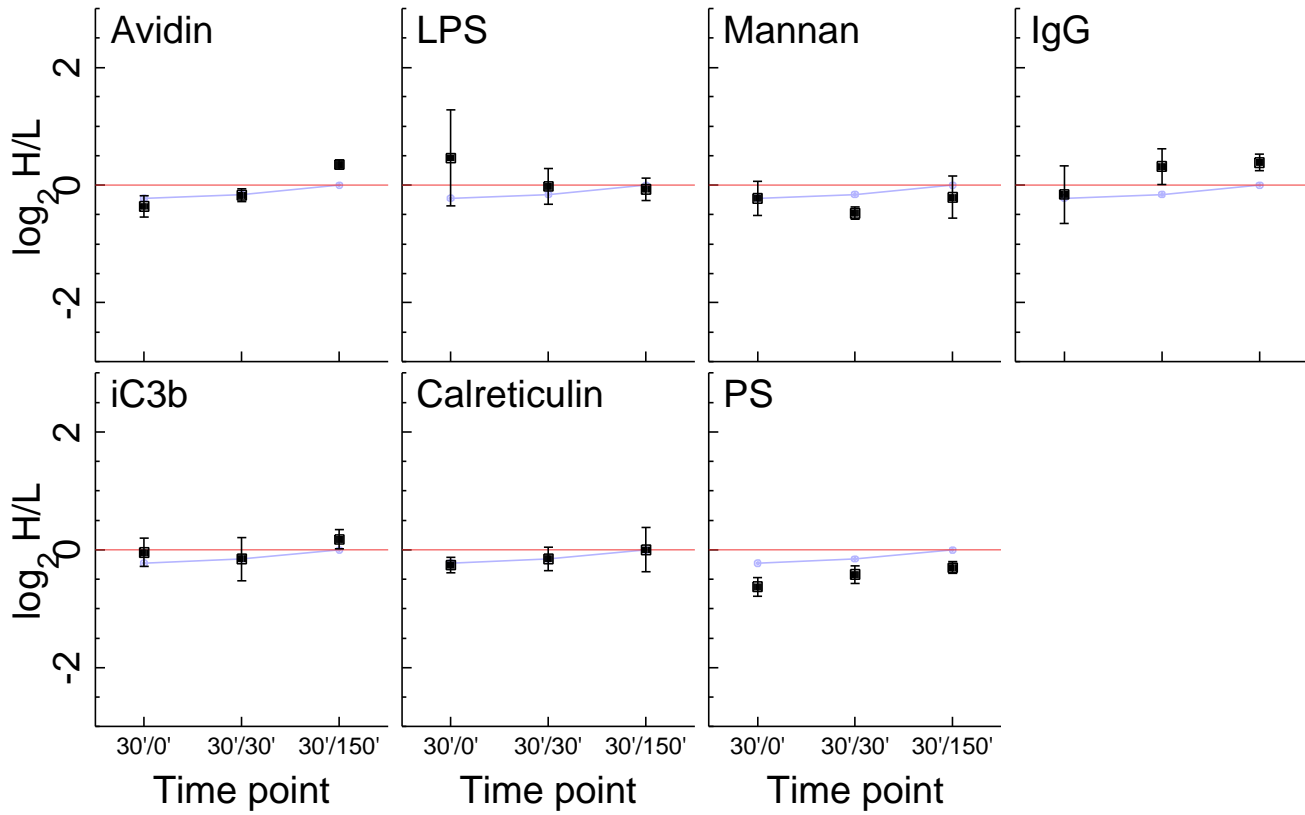 Avidin LPS Mannan IgG
2
0
-2
log2 H/L
iC3b Calreticulin PS
2
0
-2
log2 H/L
30'/0' 30'/30' 30'/150' 30'/0' 30'/30' 30'/150' 30'/0' 30'/30' 30'/150'
Time point Time point Time point